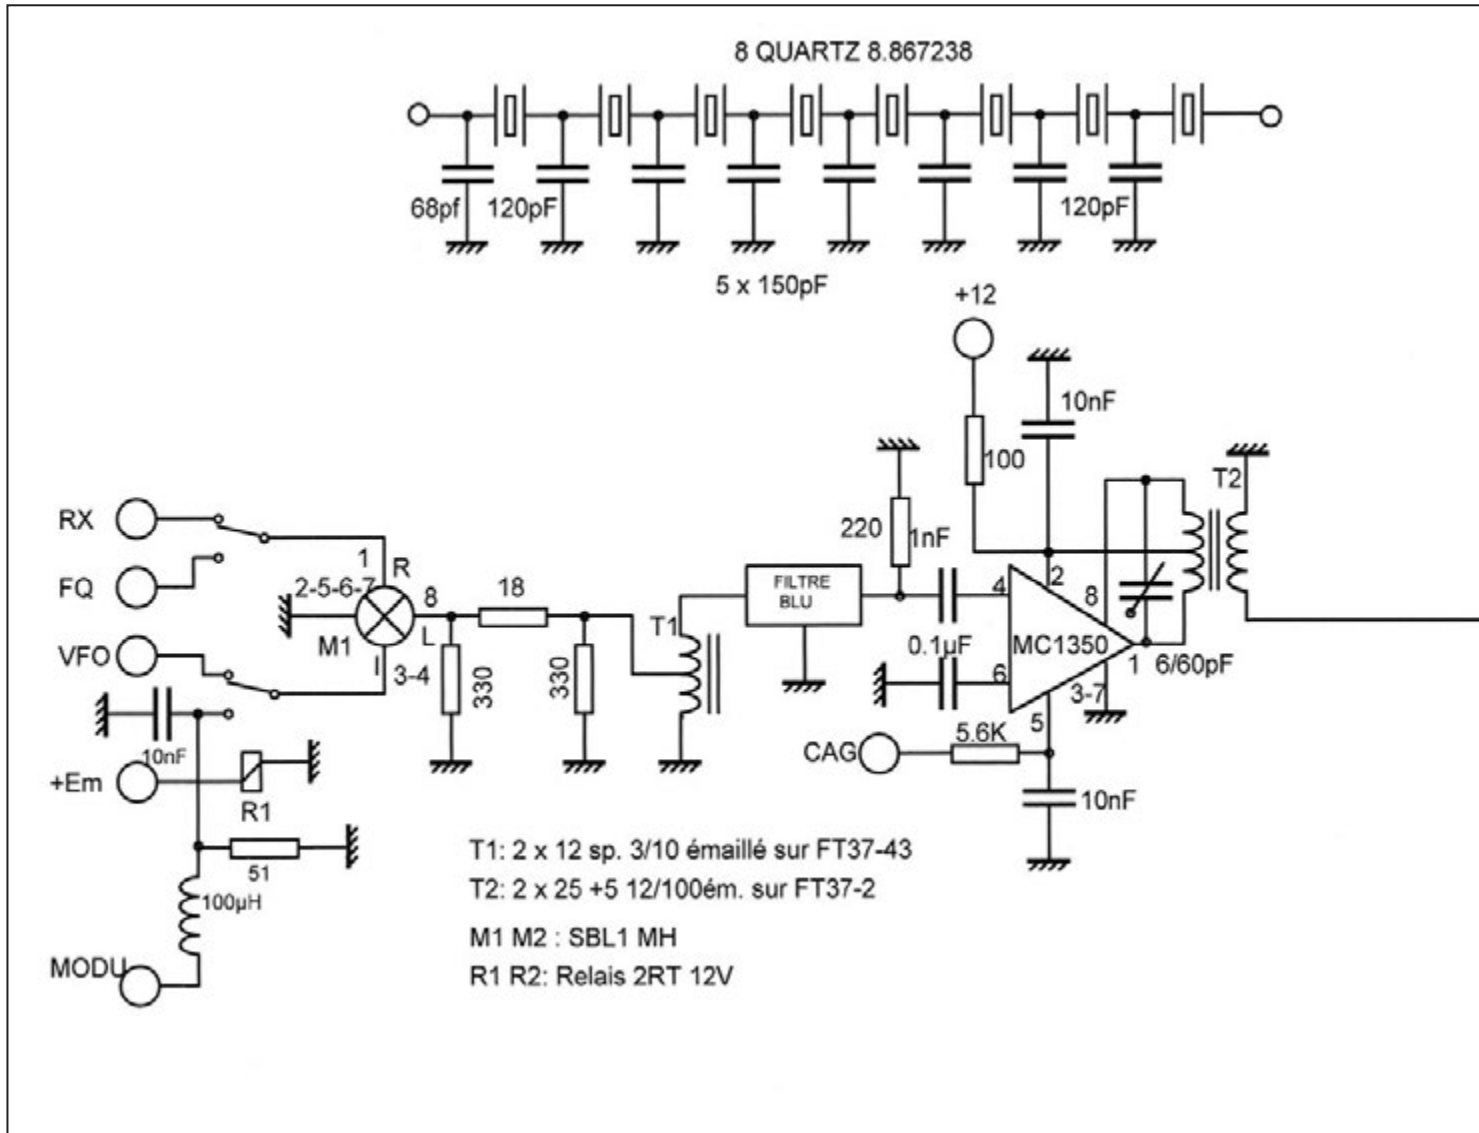 8 QUARTZ 8.867238
68pf
120pF
120pF
5 x 150pF
+12
10nF
100
T2
RX
220
1nF
1
R
2
8
4
FQ
2-5-6-7
8
18
FILTRE
BLU
T1
MC1350
0.1µF
VFO
M1
L
I
3-4
330
330
6
1
6/60pF
3-7
5
10nF
5.6K
CAG
+Em
R1
10nF
51
T1: 2 x 12 sp. 3/10 émaillé sur FT37-43
100µH
T2: 2 x 25 +5 12/100ém. sur FT37-2
M1 M2 : SBL1 MH
MODU
R1 R2: Relais 2RT 12V